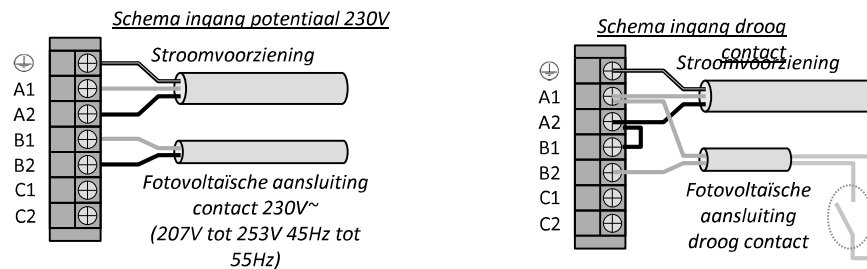 Schema ingang potentiaal 230V
Stroomvoorziening
A1
A2
B1
B2
C1
C2
Fotovoltaïsche aansluiting
contact 230V~
(207V tot 253V 45Hz tot
55Hz)
Schema ingang droog
contact
Stroomvoorziening
A1
A2
B1
B2
C1
C2
Fotovoltaïsche
aansluiting
droog contact